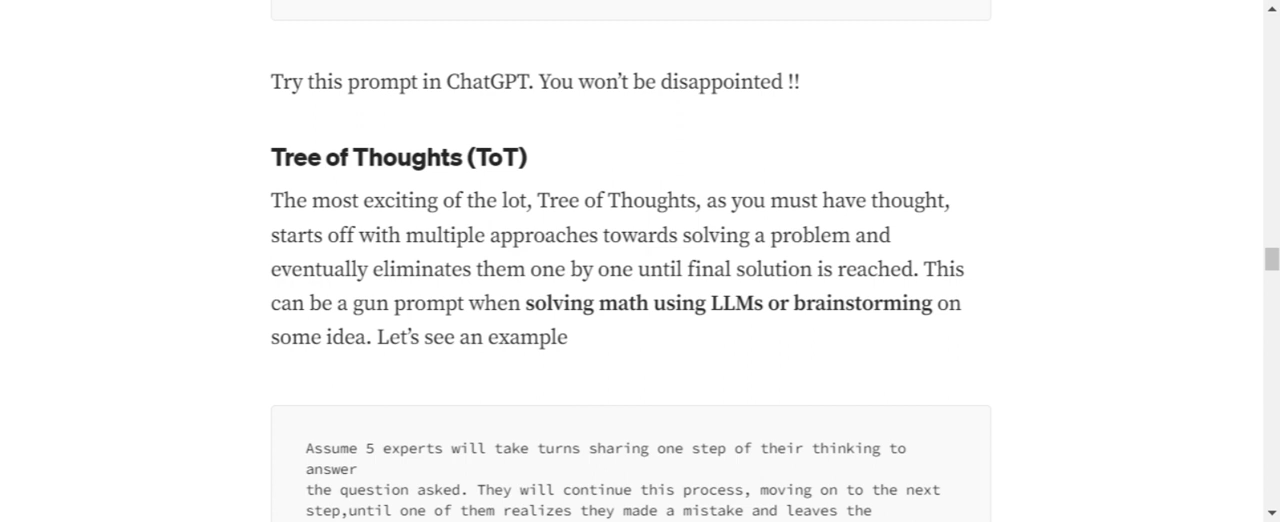 Try this prompt in ChatGPT. You won’t be disappointed !!
Tree of Thoughts (ToT)
The most exciting of the lot, Tree of Thoughts, as you must have thought,
starts off with multiple approaches towards solving a problem and
eventually eliminates them one by one until final solution is reached. This
can be a gun prompt when solving math using LLMs or brainstorming on
some idea. Let’s see an example
Assume 5 experts will take turns sharing one step of their thinking to
answer
the question asked. They will continue this process, moving on to the next
step,until one of them realizes they made a mistake and leaves the